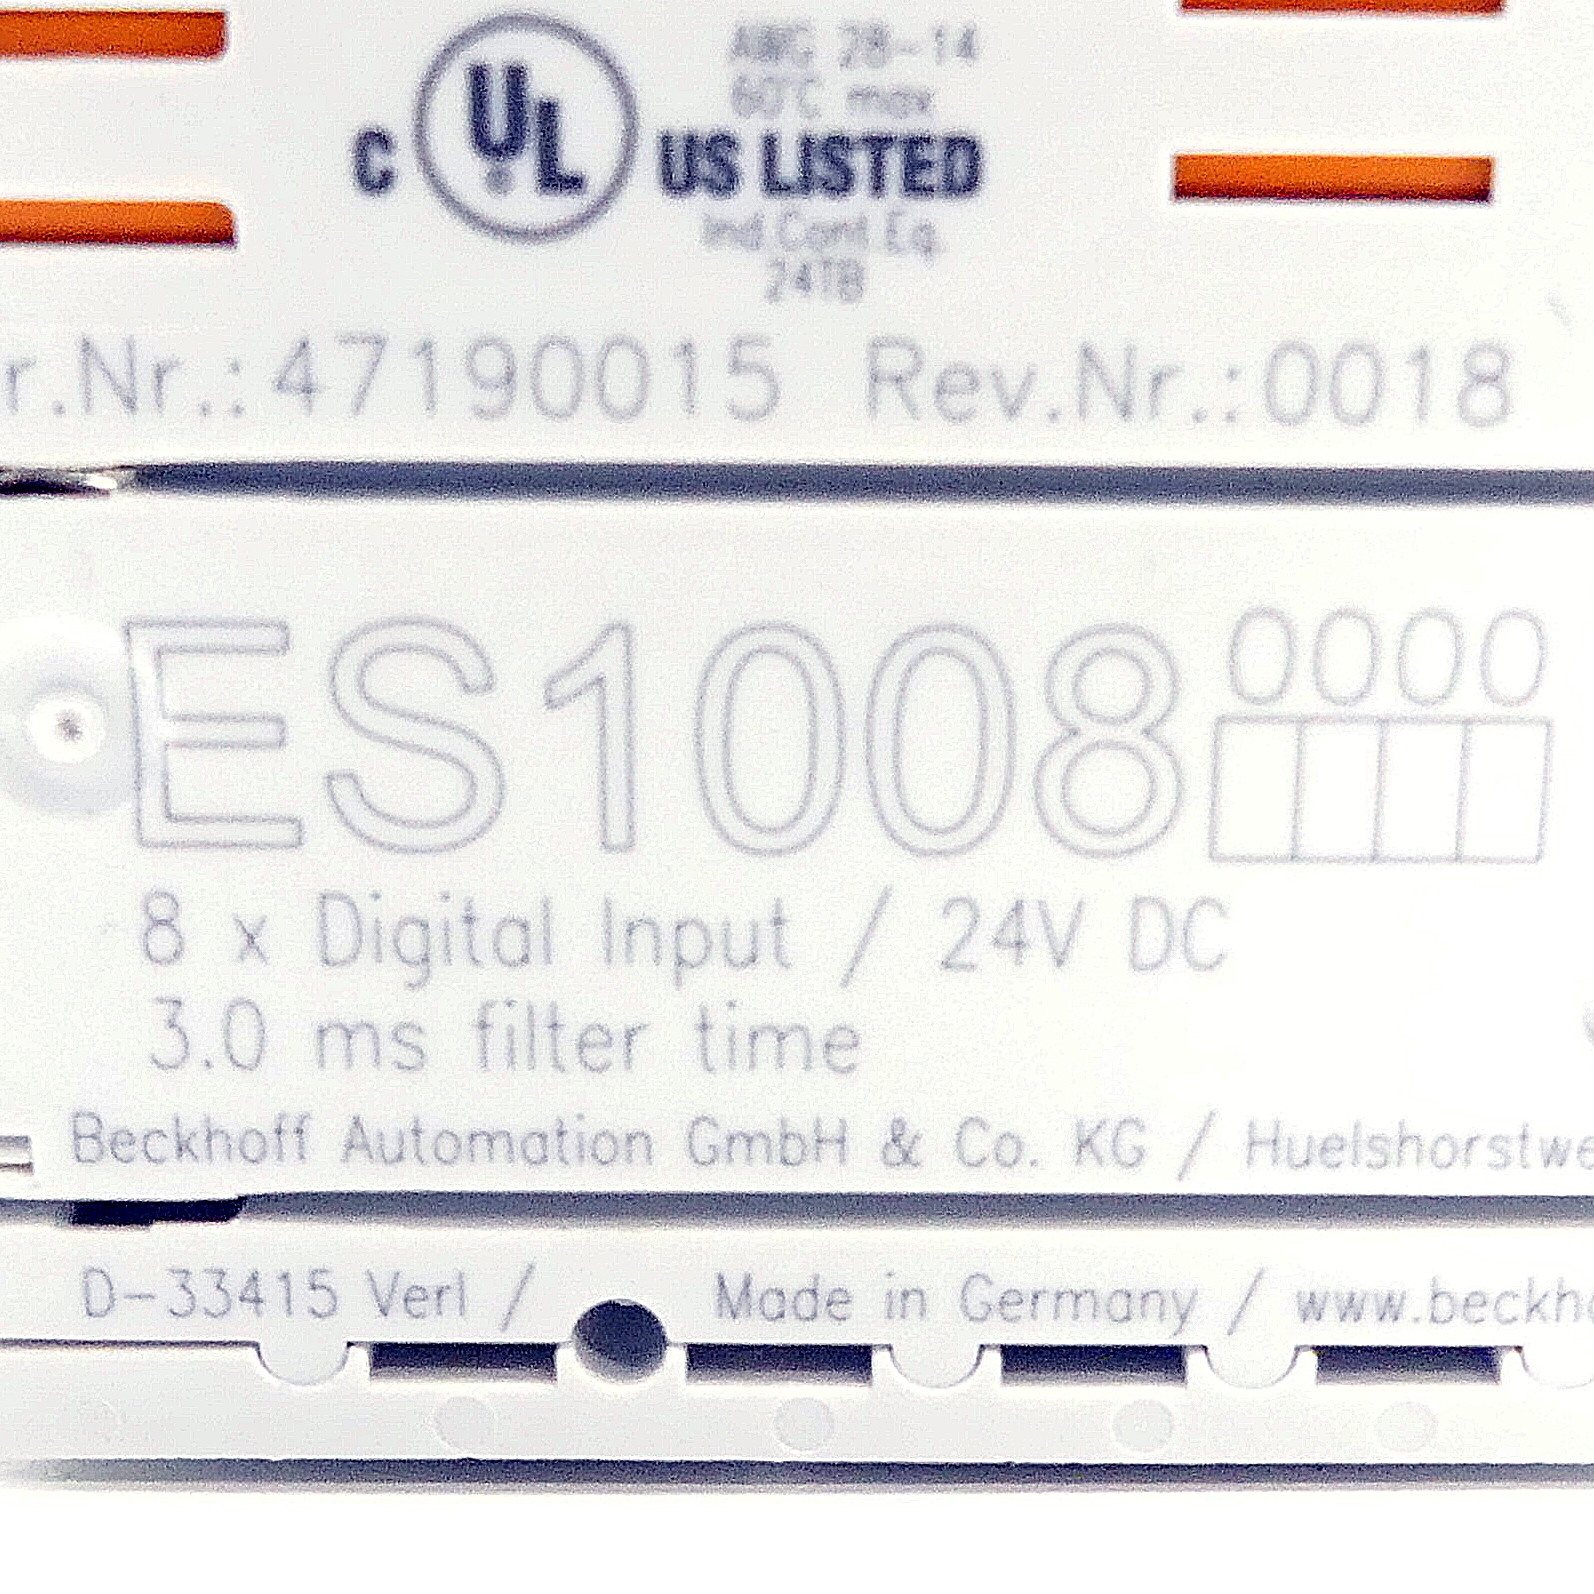 AWG 28-14
60°C max
C UL US LISTED
Ind.Cont.Eq.
24TB
r.Nr.:47190015 Rev.Nr.:0018
ES1008 0000
8 x Digital Input / 24V DC
3.0 ms filter time
Beckhoff Automation GmbH & Co. KG / Huelshorstwe
D-33415 Verl / Made in Germany / www.beckho